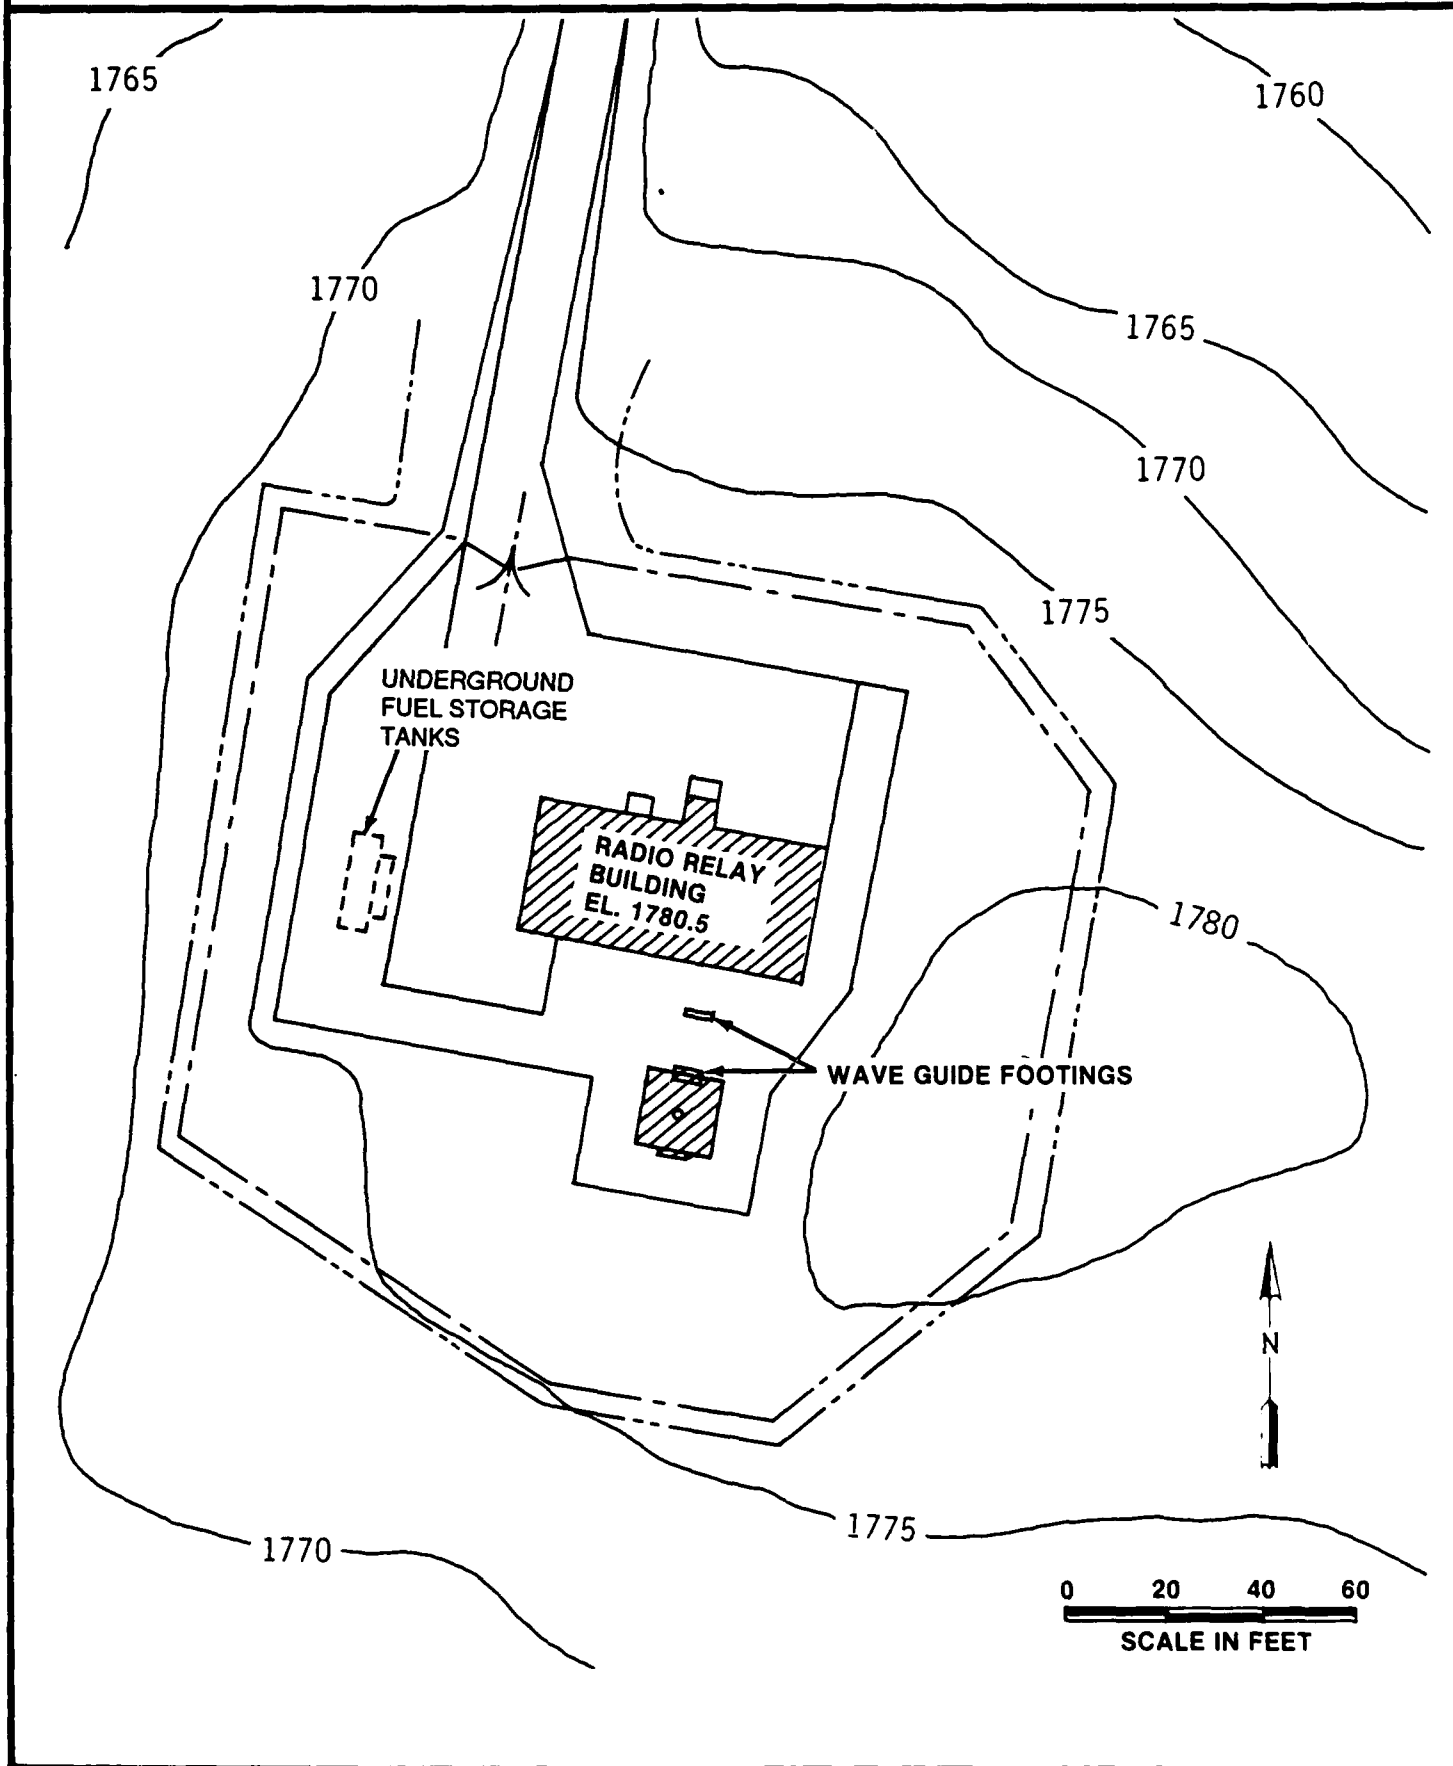 1765
1760
1770
1765
1770
1775
UNDERGROUND
FUEL STORAGE
TANKS
RADIO RELAY
BUILDING
EL. 1780.5
1780
WAVE GUIDE FOOTINGS
N
1775
1770
0 20 40 60
SCALE IN FEET